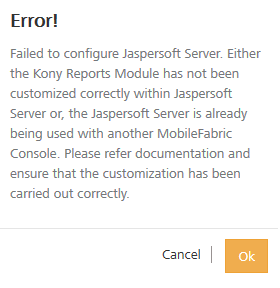 Error!
Failed to configure Jaspersoft Server. Either
the Kony Reports Module has not been
customized correctly within Jaspersoft
Server or, the Jaspersoft Server is already
being used with another MobileFabric
Console. Please refer documentation and
ensure that the customization has been
carried out correctly.
Cancel | Ok